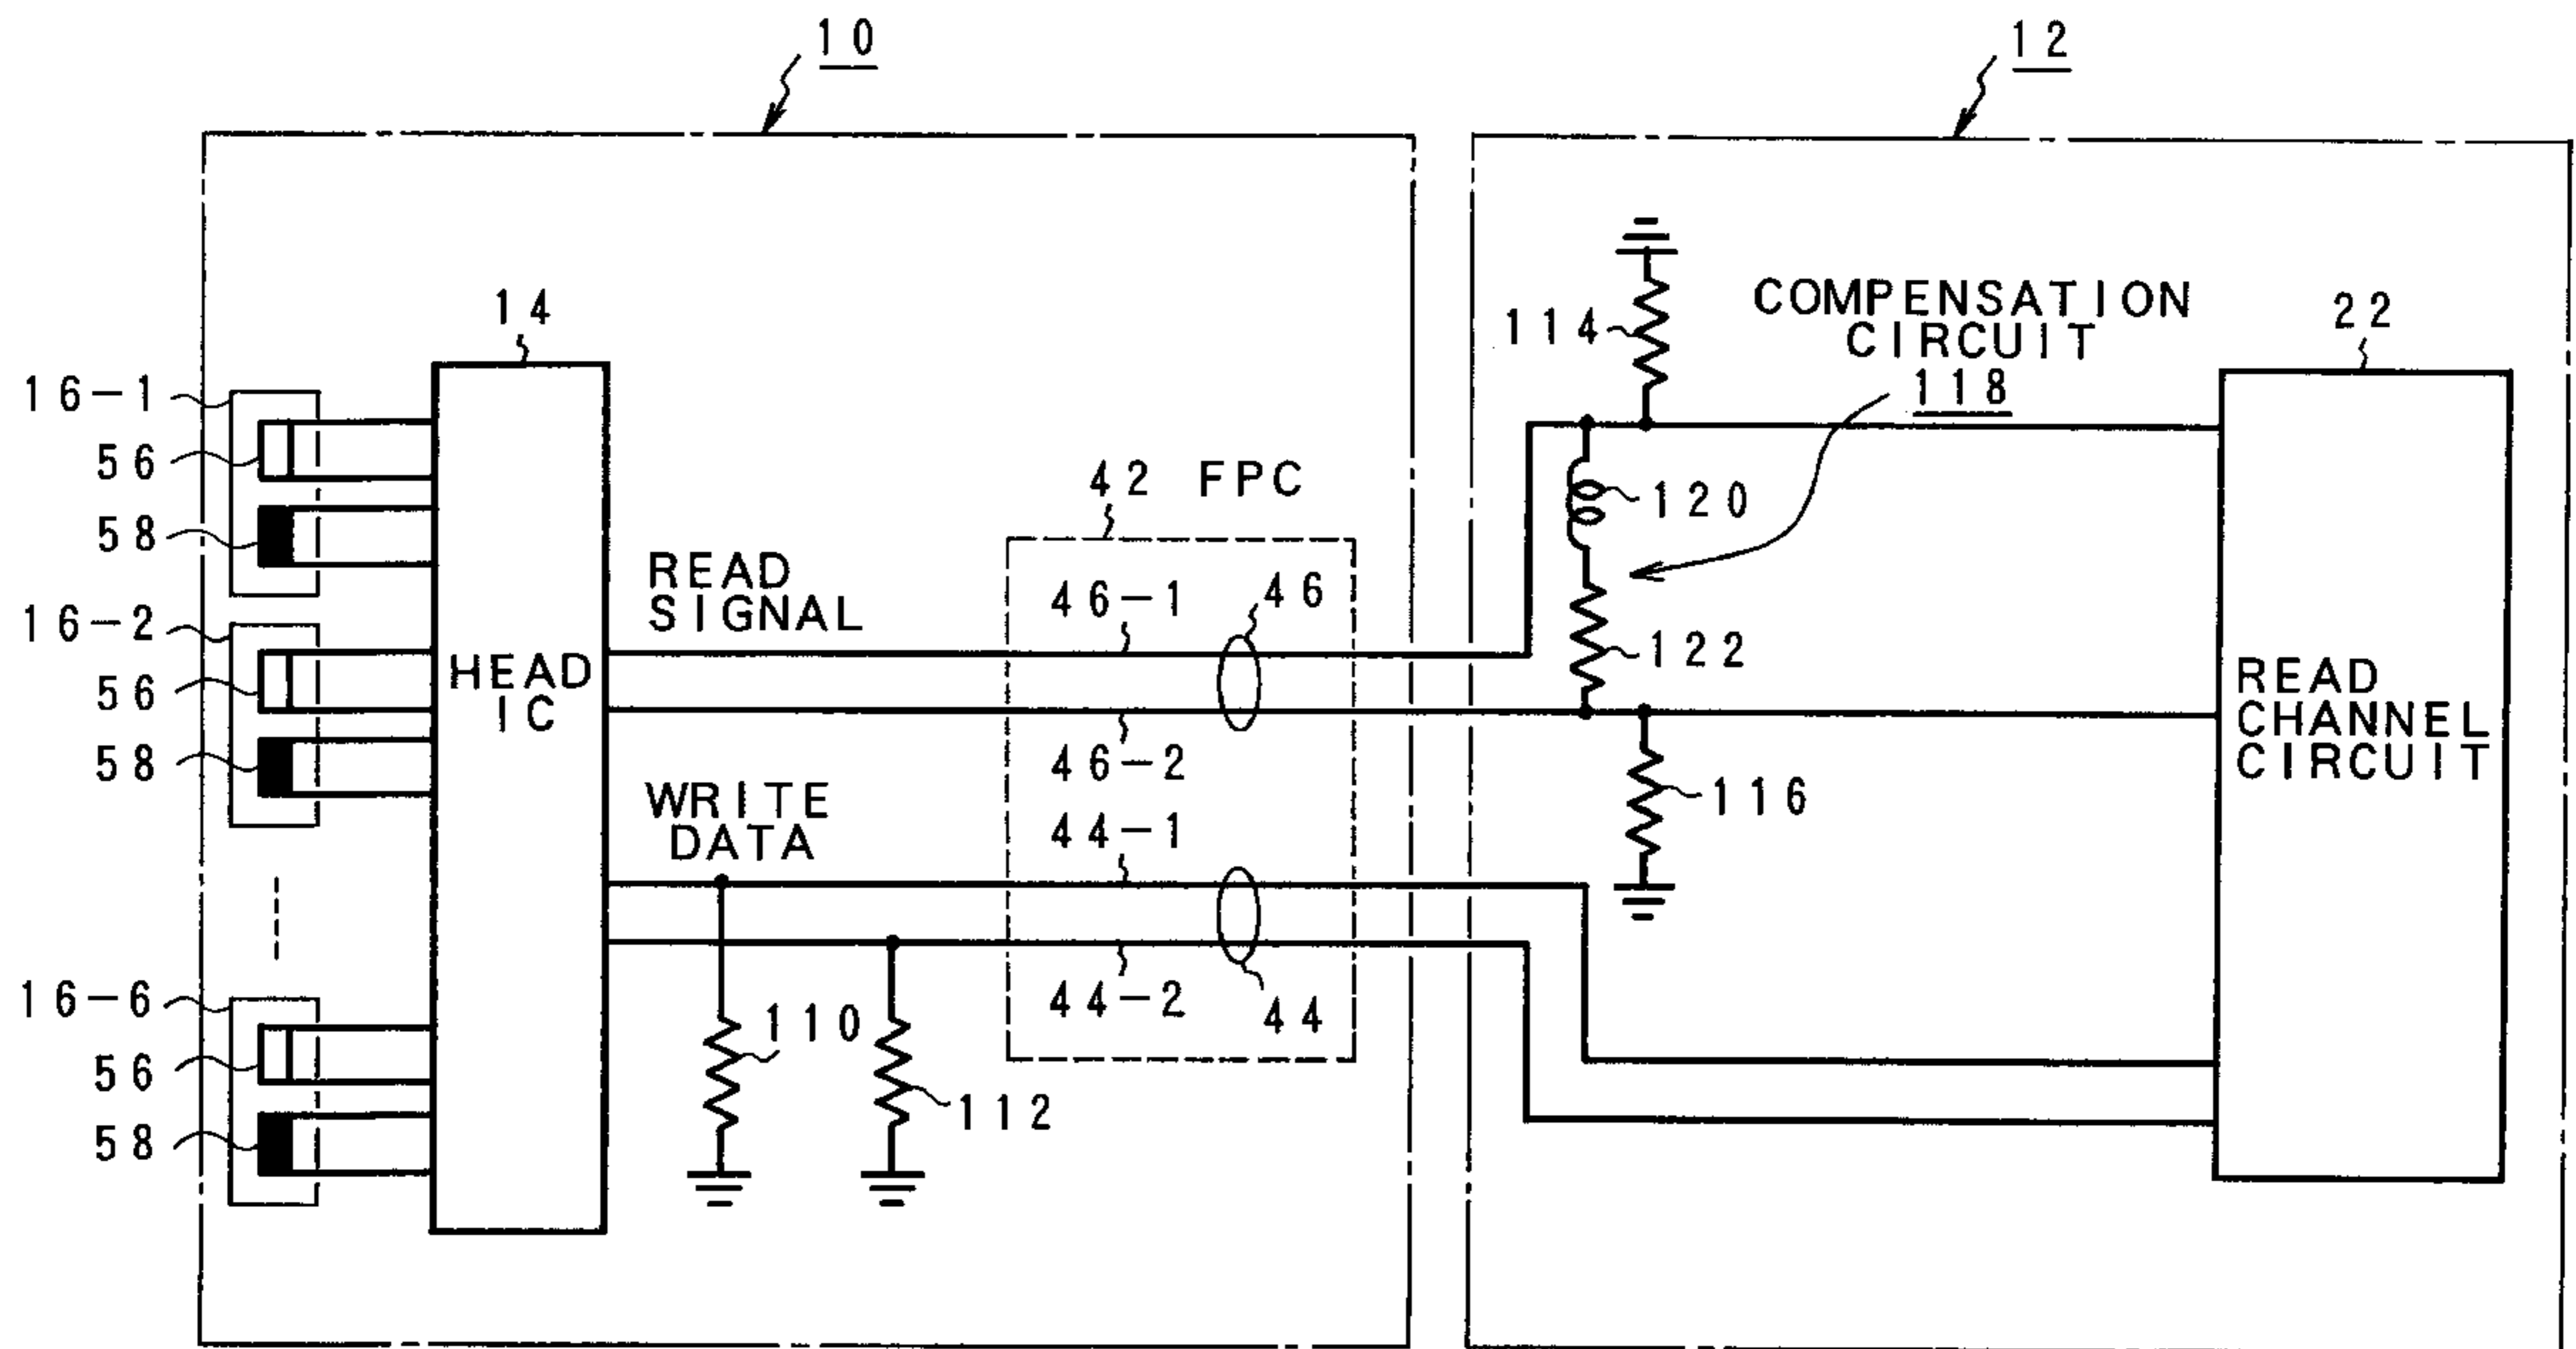 10
12
14
COMPENSATION
CIRCUIT
118
114
22
16-1
56
58
42 FPC
120
READ
SIGNAL
46-1
46
122
16-2
56
58
HEAD
IC
46-2
READ
CHANNEL
CIRCUIT
WRITE
DATA
44-1
116
16-6
56
58
44-2
44
110
112